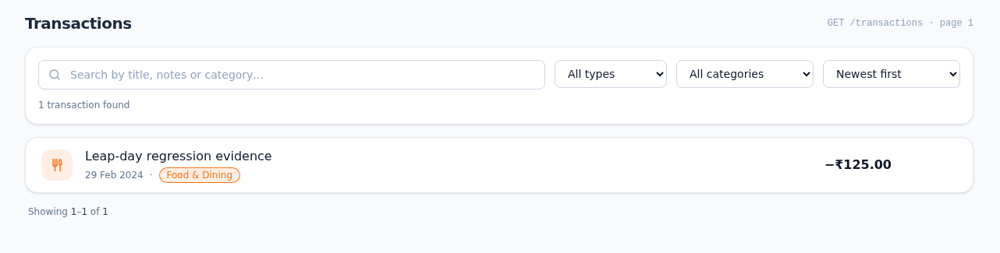 Transactions
GET /transactions · page 1
Search by title, notes or category…
All types
All categories
Newest first
1 transaction found
Leap-day regression evidence
29 Feb 2024 · Food & Dining
−₹125.00
Showing 1–1 of 1